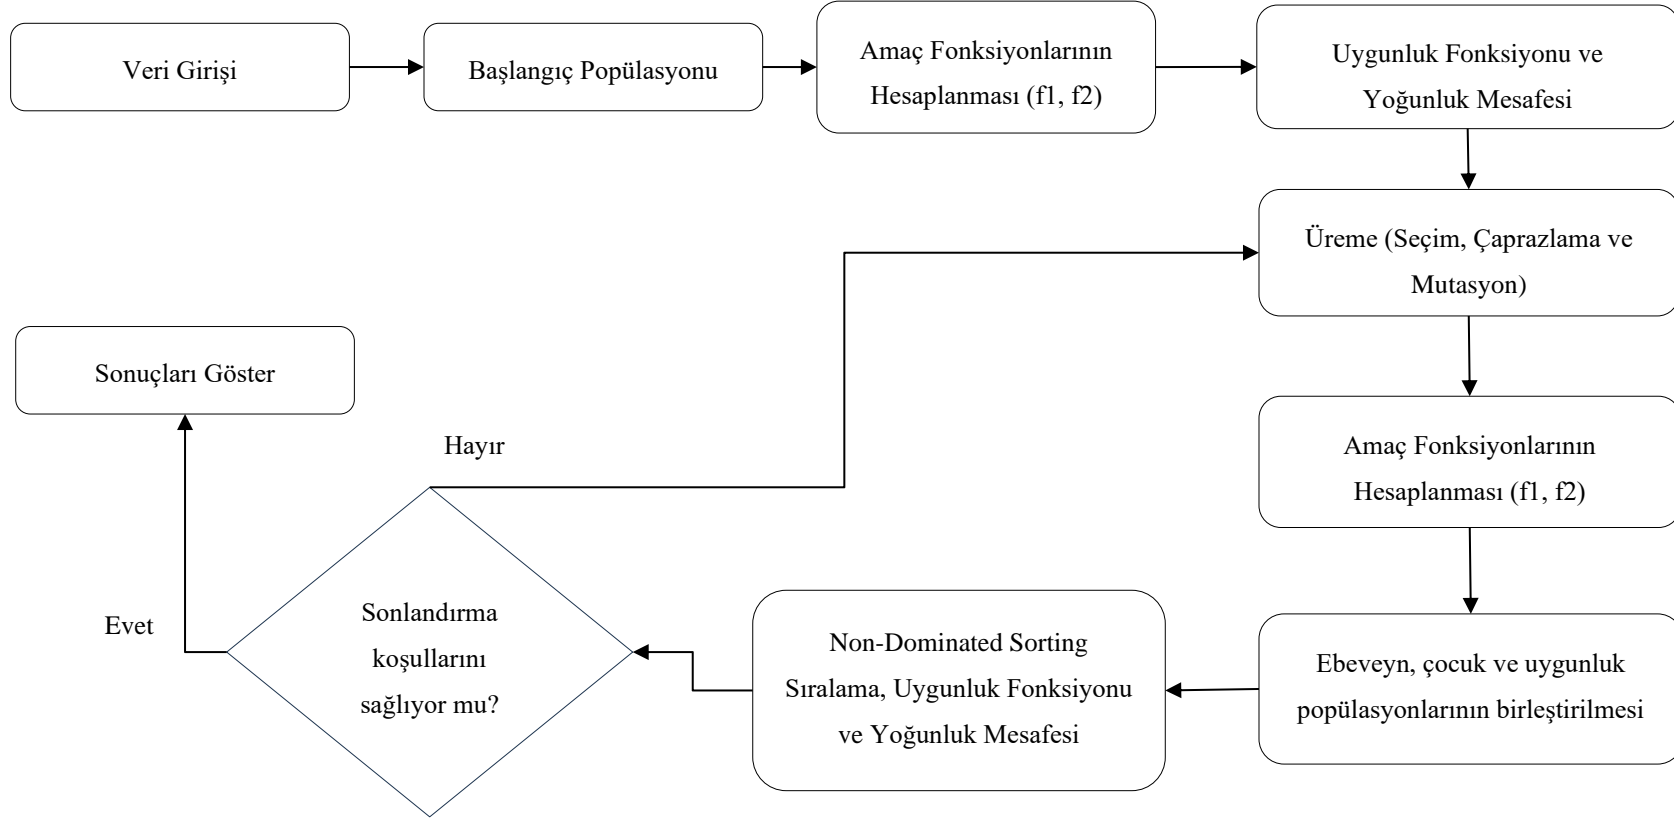 Veri Girişi
Başlangıç Popülasyonu
Amaç Fonksiyonlarının
Hesaplanması (f1, f2)
Uygunluk Fonksiyonu ve
Yoğunluk Mesafesi
Üreme (Seçim, Çaprazlama ve
Mutasyon)
Amaç Fonksiyonlarının
Hesaplanması (f1, f2)
Ebeveyn, çocuk ve uygunluk
popülasyonlarının birleştirilmesi
Non-Dominated Sorting
Sıralama, Uygunluk Fonksiyonu
ve Yoğunluk Mesafesi
Sonlandırma
koşullarını
sağlıyor mu?
Hayır
Evet
Sonuçları Göster